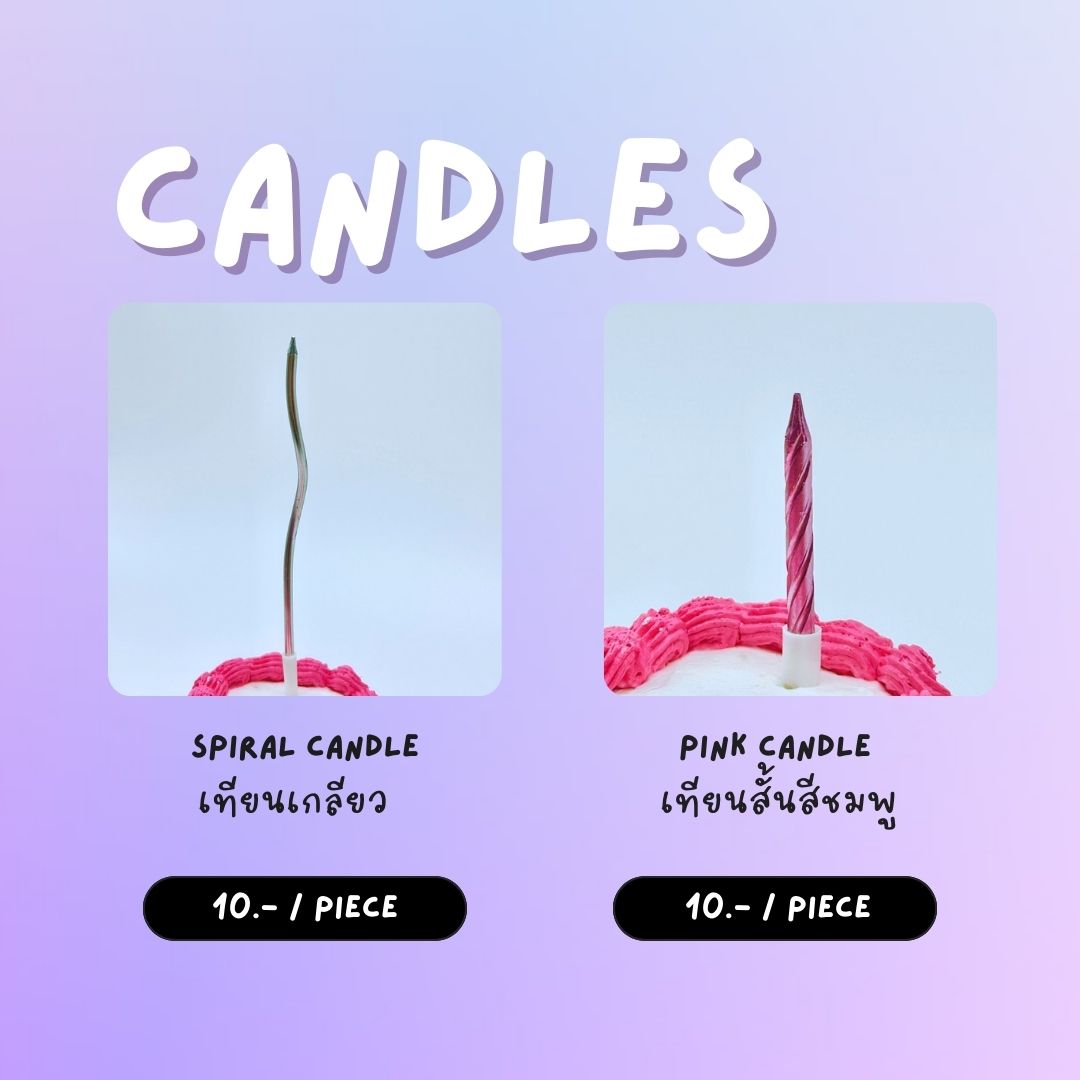 CANDLES
SPIRAL CANDLE
เทียนเกลียว
10.- / PIECE
PINK CANDLE
เทียนสั้นสีชมพู
10.- / PIECE